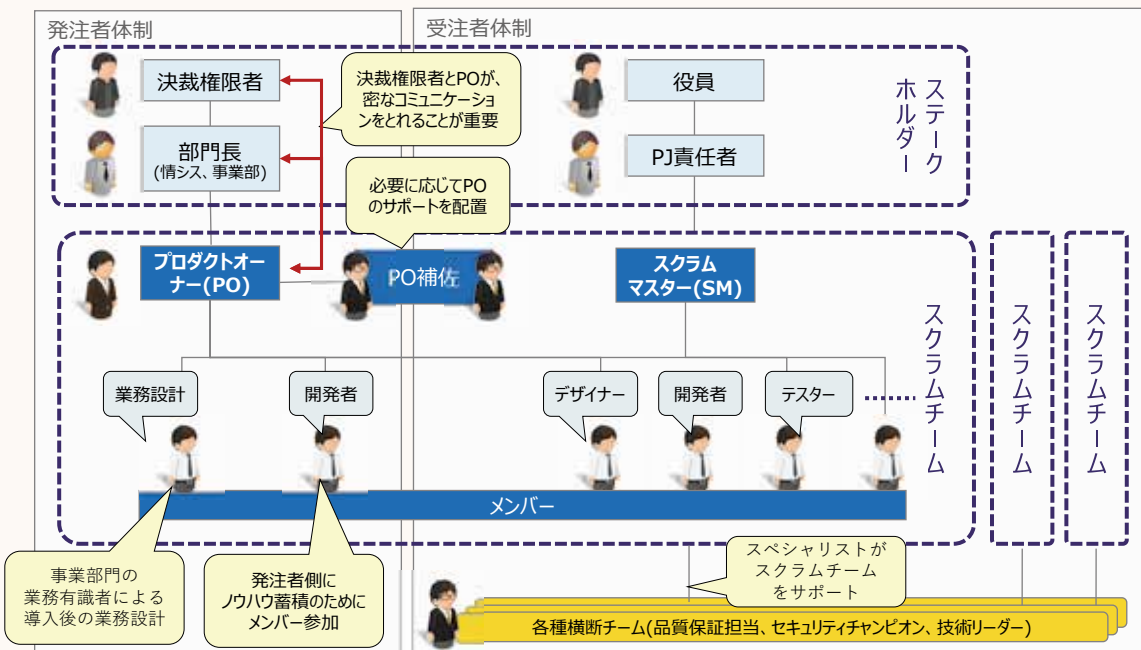 発注者体制
受注者体制
決裁権限者
部門長
(情シス、事業部)
決裁権限者とPOが、
密なコミュニケーショ
ンをとれることが重要
役員
PJ責任者
ステーク
ホルダー
必要に応じてPO
のサポートを配置
プロダクトオー
ナー(PO)
PO補佐
スクラム
マスター(SM)
スクラムチーム
スクラムチーム
スクラムチーム
業務設計
開発者
デザイナー
開発者
テスター
メンバー
事業部門の
業務有識者による
導入後の業務設計
発注者側に
ノウハウ蓄積のために
メンバー参加
スペシャリストが
スクラムチーム
をサポート
各種横断チーム(品質保証担当、セキュリティチャンピオン、技術リーダー)